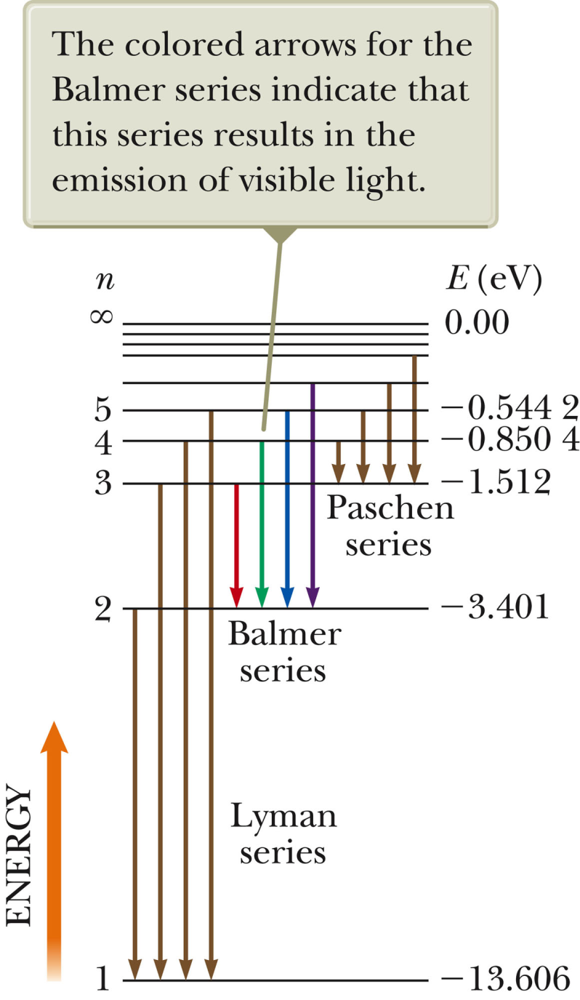 The colored arrows for the
Balmer series indicate that
this series results in the
emission of visible light.
n
E (eV)
∞
0.00
5
−0.544 2
4
−0.850 4
3
−1.512
Paschen
series
2
−3.401
Balmer
series
Lyman
series
ENERGY
1
−13.606